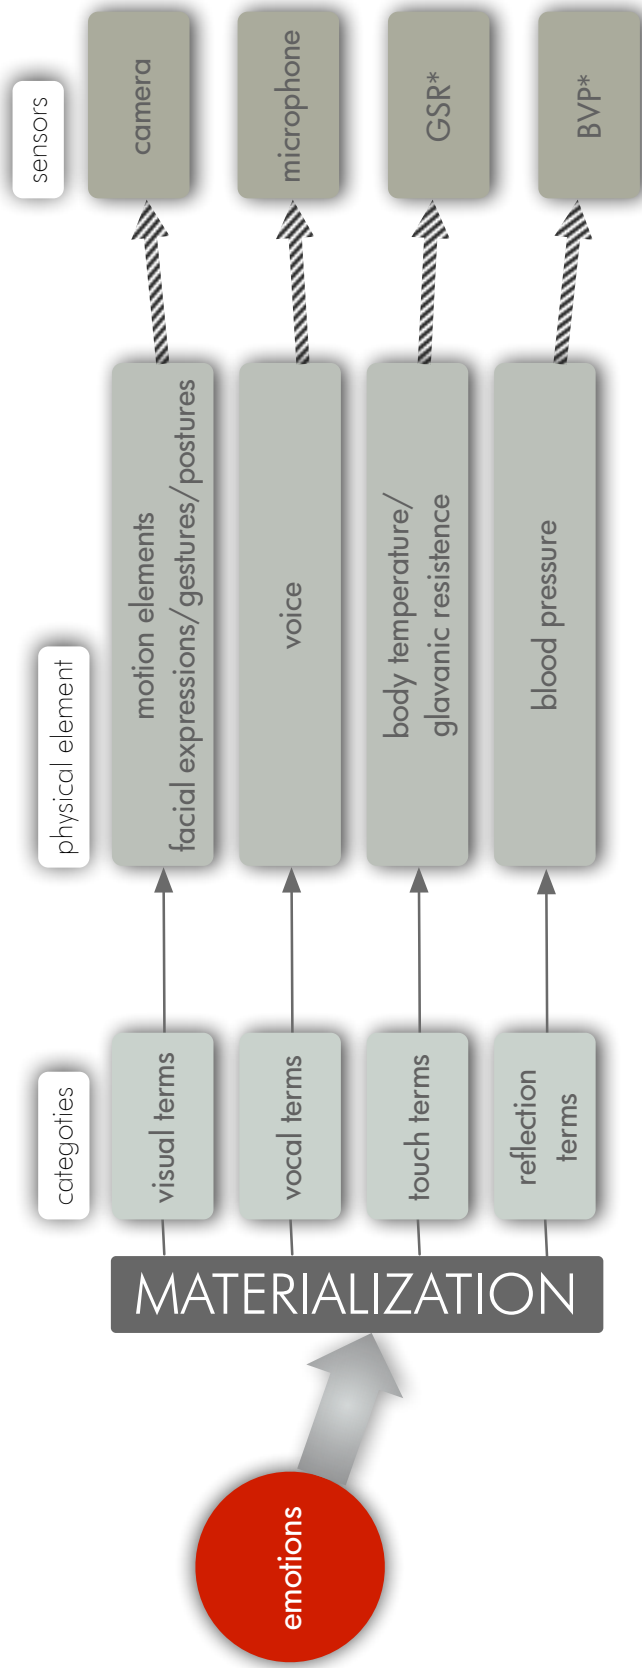 emotions
MATERIALIZATION
categoties
visual terms
vocal terms
touch terms
reflection
terms
physical element
motion elements
facial expressions/gestures/postures
voice
body temperature/
glavanic resistence
blood pressure
sensors
camera
microphone
GSR*
BVP*